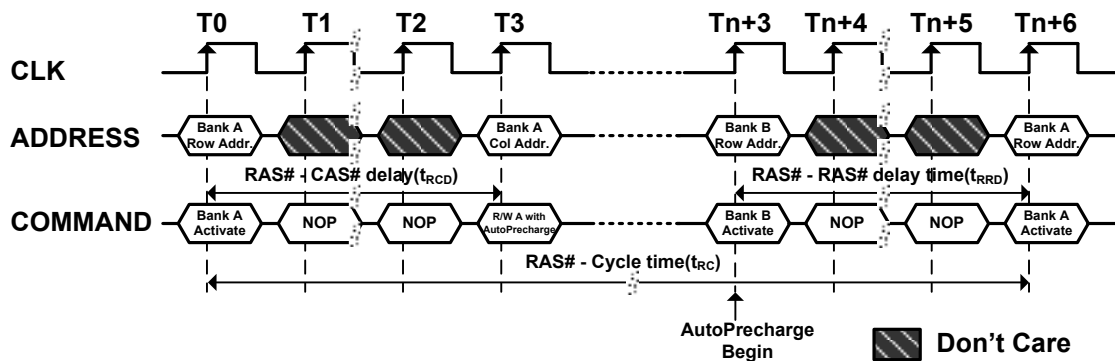 T0 T1 T2 T3 Tn+3 Tn+4 Tn+5 Tn+6
CLK
ADDRESS
Bank A
Row Addr.
Bank A
Col Addr.
Bank B
Row Addr.
Bank A
Row Addr.
RAS# - CAS# delay(tRCD)
RAS# - RAS# delay time(tRRD)
COMMAND
Bank A
Activate
NOP
NOP
R/W A with
AutoPrecharge
Bank B
Activate
NOP
NOP
Bank A
Activate
RAS# - Cycle time(tRC)
AutoPrecharge
Begin
Don't Care